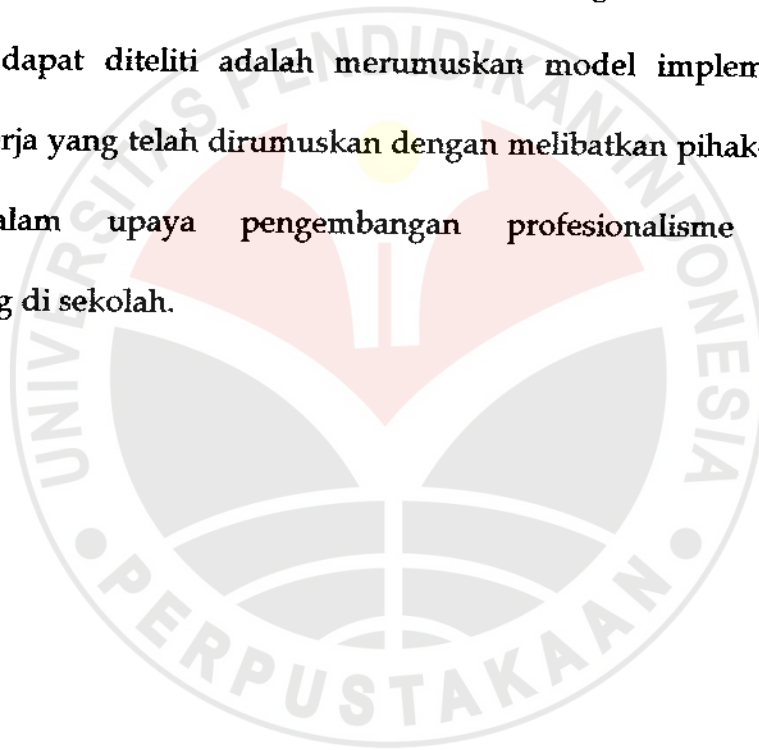 dapat diteliti adalah merumuskan model implem
rja yang telah dirumuskan dengan melibatkan pihak-
alam upaya pengembangan profesionalisme
g di sekolah.
UNIVERSITAS PENDIDIKAN INDONESIA
PERPUSTAKAAN